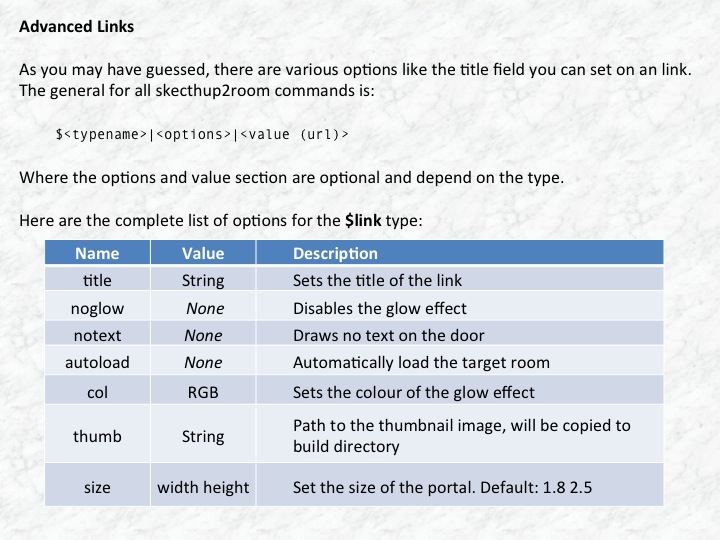 Advanced Links
As you may have guessed, there are various options like the title field you can set on an link.
The general for all skecthup2room commands is:
$<typename>|<options>|<value (url)>
Where the options and value section are optional and depend on the type.
Here are the complete list of options for the $link type:
Name Value Description
title String Sets the title of the link
noglow None Disables the glow effect
notext None Draws no text on the door
autoload None Automatically load the target room
col RGB Sets the colour of the glow effect
thumb String Path to the thumbnail image, will be copied to
build directory
size width height Set the size of the portal. Default: 1.8 2.5